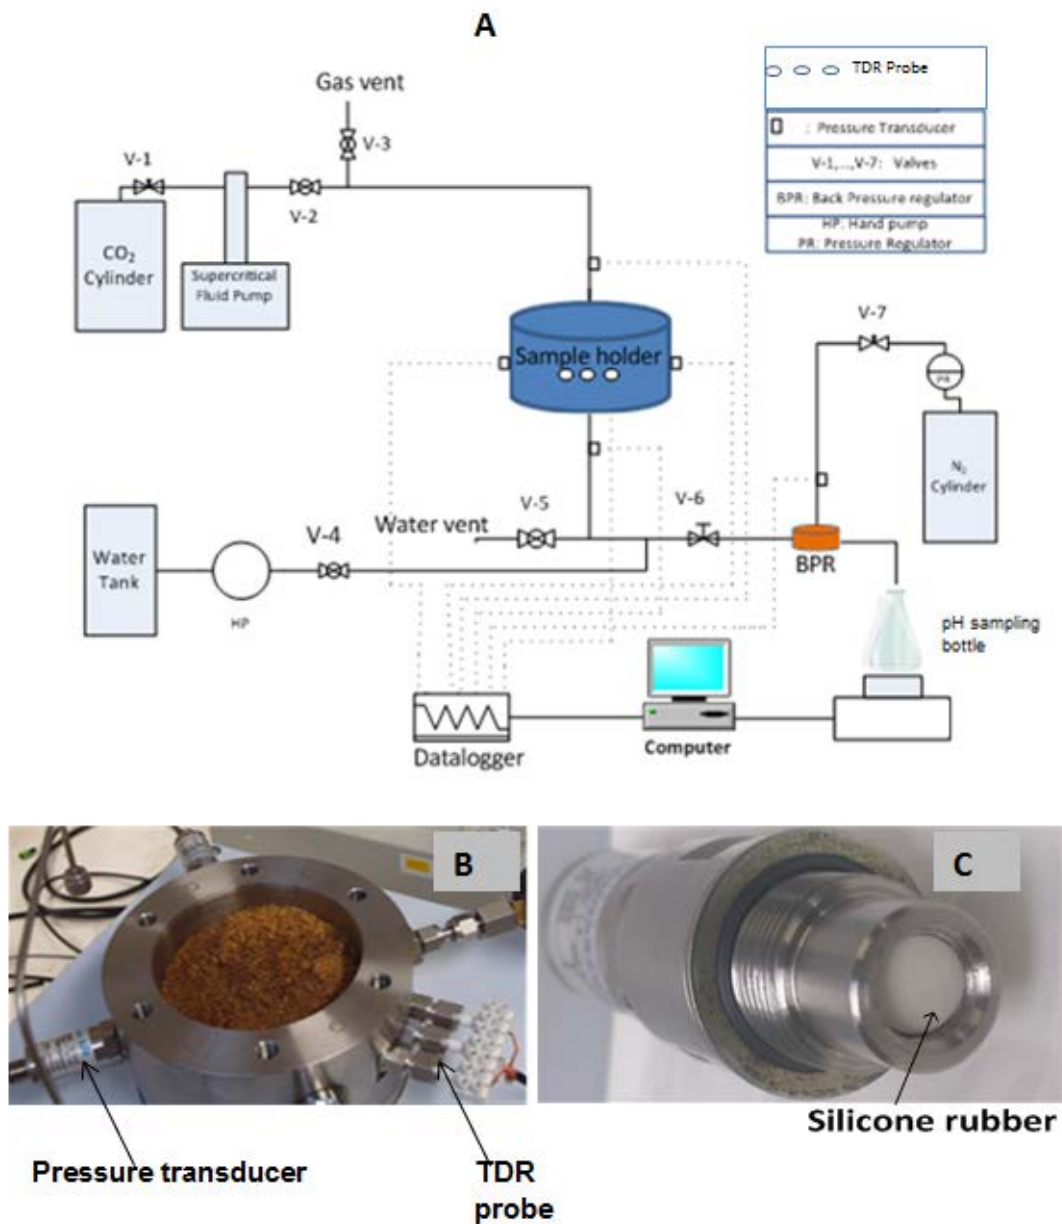 A
TDR Probe
: Pressure Transducer
V-1,...,V-7: Valves
BPR: Back Pressure regulator
HP: Hand pump
PR: Pressure Regulator
Gas vent
V-3
V-1
V-2
CO₂
Cylinder
Supercritical
Fluid Pump
Sample holder
V-7
PR
N₂
Cylinder
V-5
V-6
Water vent
V-4
Water
Tank
HP
BPR
pH sampling
bottle
Datalogger
Computer
B
C
Silicone rubber
Pressure transducer
TDR
probe